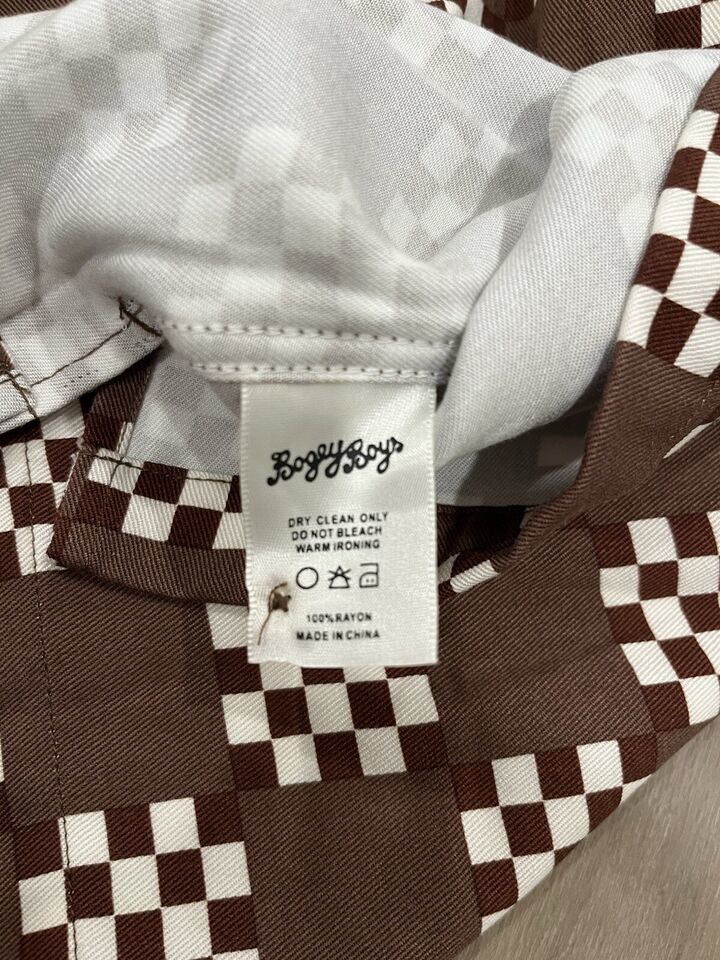 Bogey Boys
DRY CLEAN ONLY
DO NOT BLEACH
WARM IRONING
100%RAYON
MADE IN CHINA